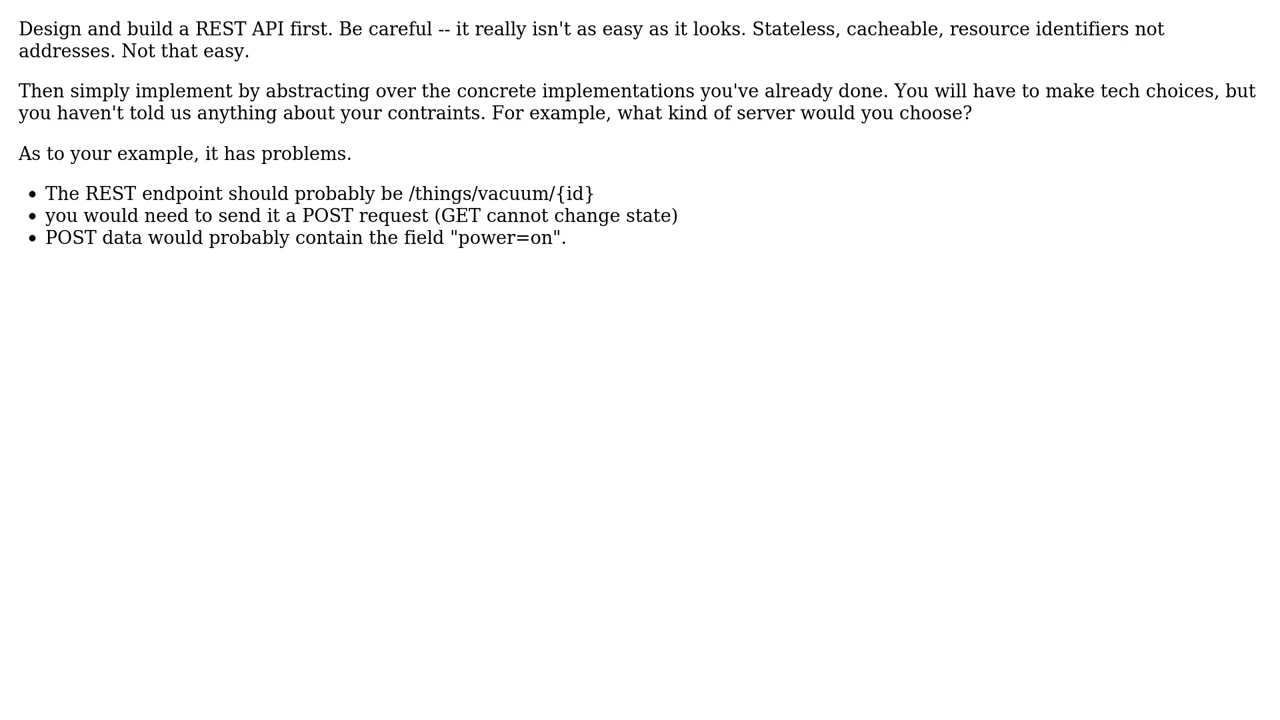 Design and build a REST API first. Be careful -- it really isn't as easy as it looks. Stateless, cacheable, resource identifiers not
addresses. Not that easy.
Then simply implement by abstracting over the concrete implementations you've already done. You will have to make tech choices, but
you haven't told us anything about your contraints. For example, what kind of server would you choose?
As to your example, it has problems.
• The REST endpoint should probably be /things/vacuum/{id}
• you would need to send it a POST request (GET cannot change state)
• POST data would probably contain the field "power=on".